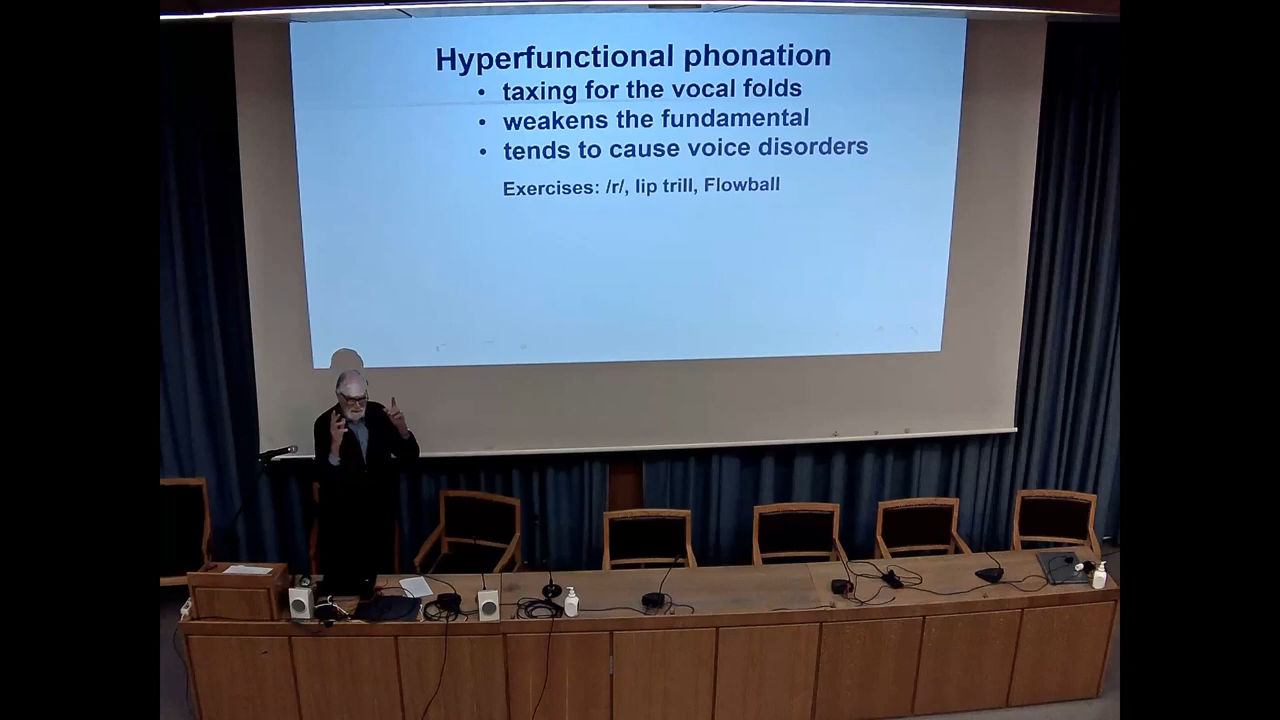 Hyperfunctional phonation
• taxing for the vocal folds
• weakens the fundamental
• tends to cause voice disorders
Exercises: /r/, lip trill, Flowball